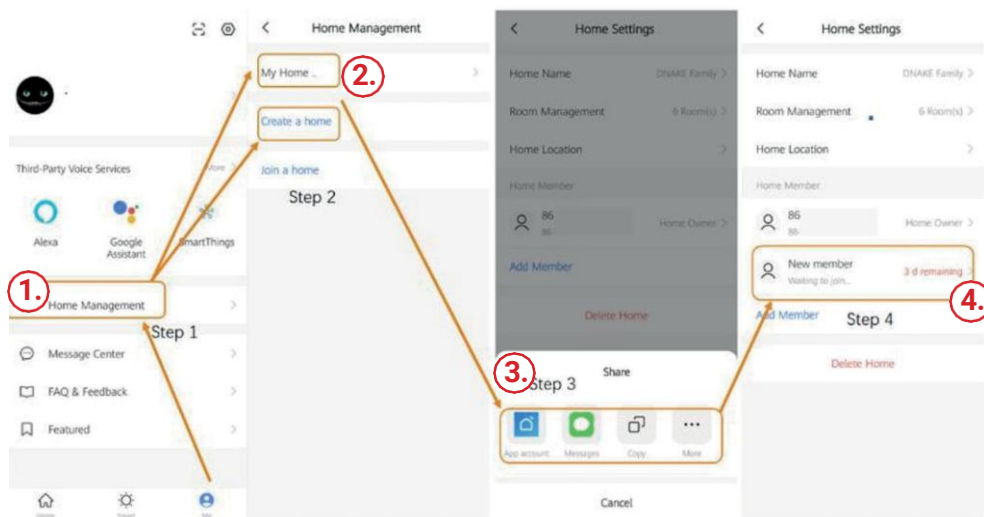 Third-Party Voice Services
More
Alexa
Google
Assistant
SmartThings
1.
Home Management
Step 1
Message Center
FAQ & Feedback
Featured
Home
Me
Home Management
My Home ..
2.
Create a home
Join a home
Step 2
Home Settings
Home Name DNAKE Family
Room Management 6 Room(s)
Home Location
Home Member
86
86-
Home Owner
Add Member
Delete Home
3.
Step 3
Share
App account
Messages
Copy
More
Cancel
Home Settings
Home Name DNAKE Family
Room Management 6 Room(s)
Home Location
Home Member
86
86-
Home Owner
New member
Waiting to join...
3 d remaining
4.
Add Member
Step 4
Delete Home